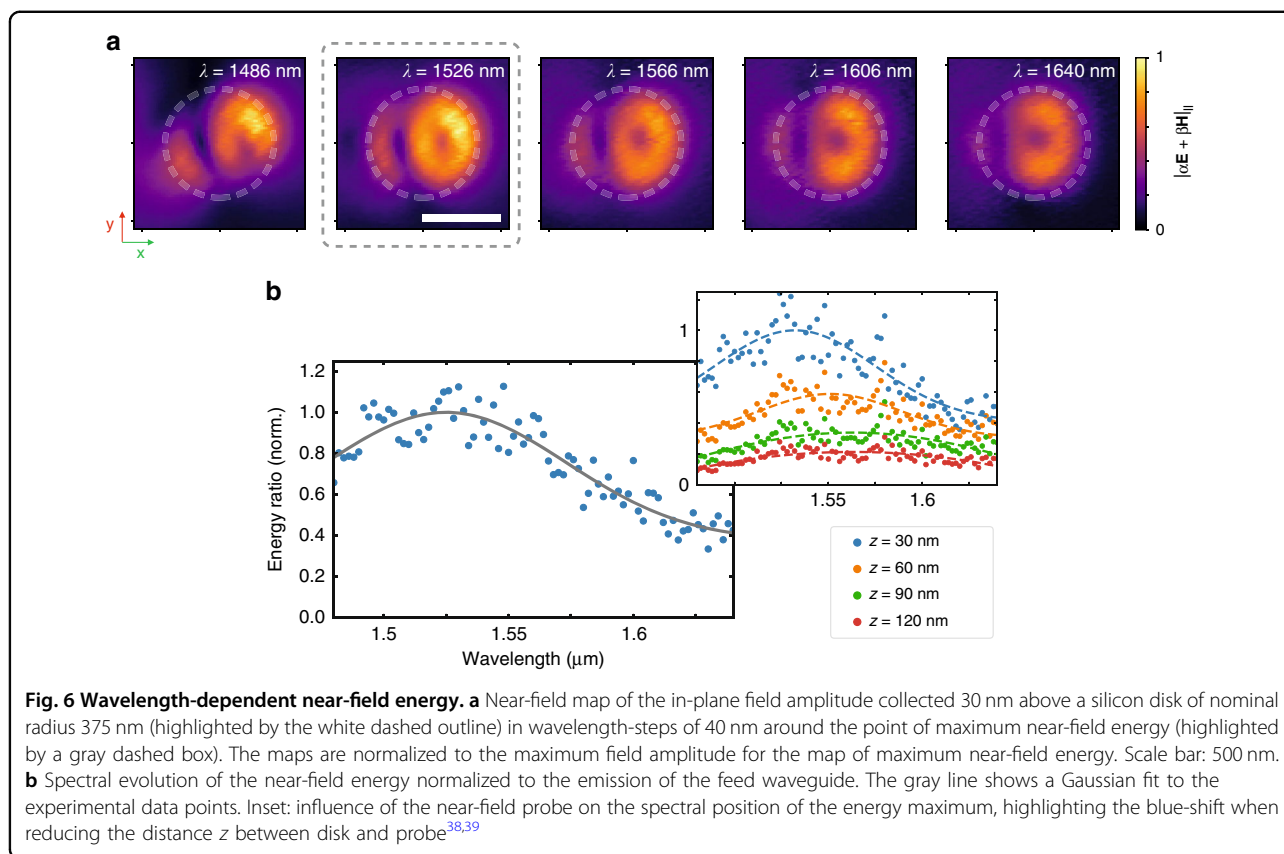 a
λ = 1486 nm
λ = 1526 nm
λ = 1566 nm
λ = 1606 nm
λ = 1640 nm
1
|αE + βH|||
0
y
x
b
Energy ratio (norm.)
1.2
1.0
0.8
0.6
0.4
0.2
0.0
1.5
1.55
1.6
Wavelength (μm)
1
0
1.55
1.6
z = 30 nm
z = 60 nm
z = 90 nm
z = 120 nm
Fig. 6 Wavelength-dependent near-field energy. a Near-field map of the in-plane field amplitude collected 30 nm above a silicon disk of nominal
radius 375 nm (highlighted by the white dashed outline) in wavelength-steps of 40 nm around the point of maximum near-field energy (highlighted
by a gray dashed box). The maps are normalized to the maximum field amplitude for the map of maximum near-field energy. Scale bar: 500 nm.
b Spectral evolution of the near-field energy normalized to the emission of the feed waveguide. The gray line shows a Gaussian fit to the
experimental data points. Inset: influence of the near-field probe on the spectral position of the energy maximum, highlighting the blue-shift when
reducing the distance z between disk and probe38,39